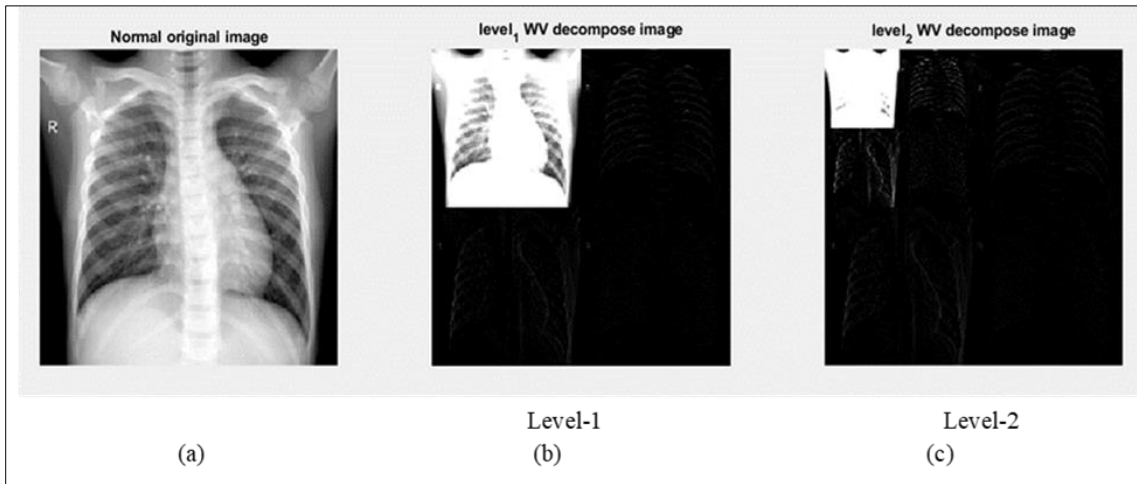 Normal original image
level₁ WV decompose image
level₂ WV decompose image
R
Level-1
Level-2
(a)
(b)
(c)